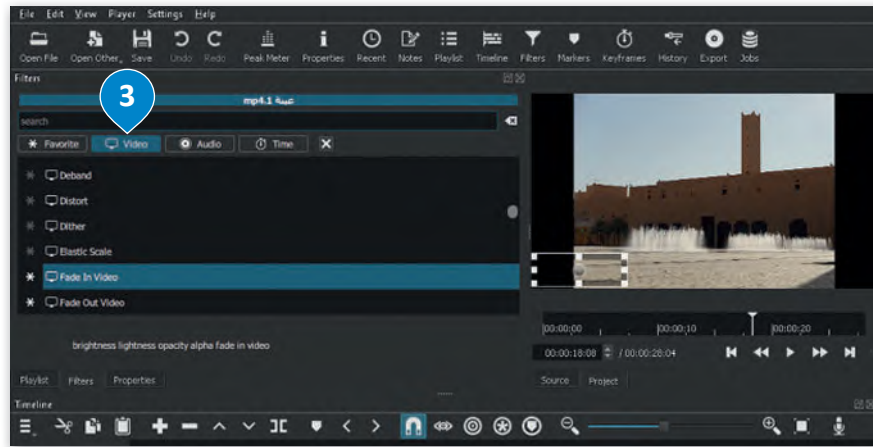 File Edit View Player Settings Help
Open File Open Other... Save Undo Redo Peak Meter Properties Recent Notes Playlist Timeline Filters Markers Keyframes History Export Jobs
Filters
3
عينة 1.mp4
search
Favorite Video Audio Time
Deband
Distort
Dither
Elastic Scale
Fade In Video
Fade Out Video
brightness lightness opacity alpha fade in video
00:00:00 00:00:10 00:00:20
00:00:18:08 / 00:00:28:04
Playlist Filters Properties
Source Project
Timeline